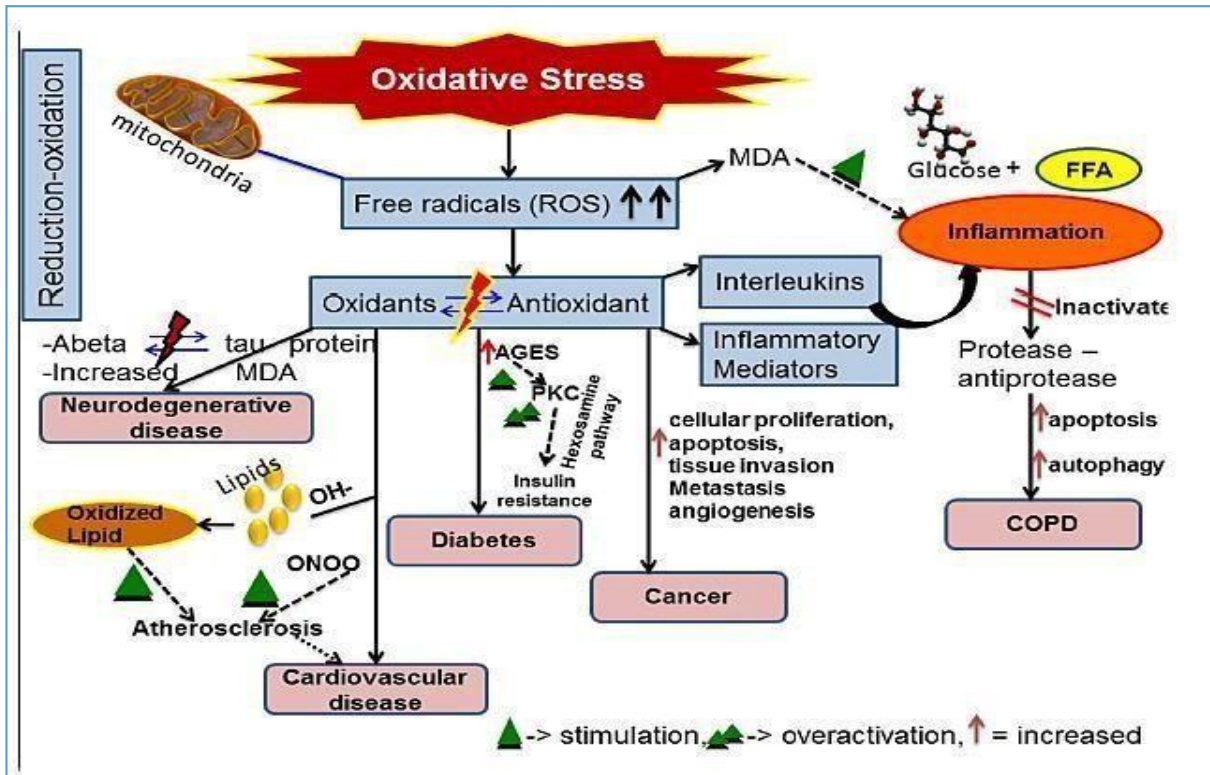 Oxidative Stress
Reduction-oxidation
mitochondria
Free radicals (ROS)
MDA
Glucose +
FFA
Inflammation
Oxidants
Antioxidant
Interleukins
Inflammatory
Mediators
Inactivate
Protease –
antiprotease
apoptosis
autophagy
COPD
-Abeta tau protein
-Increased MDA
Neurodegenerative
disease
AGES
PKC
Hexosamine
pathway
Insulin
resistance
Diabetes
cellular proliferation,
apoptosis,
tissue invasion
Metastasis
angiogenesis
Cancer
Lipids
OH-
Oxidized
Lipid
ONOO
Atherosclerosis
Cardiovascular
disease
-> stimulation, -> overactivation, ↑ = increased